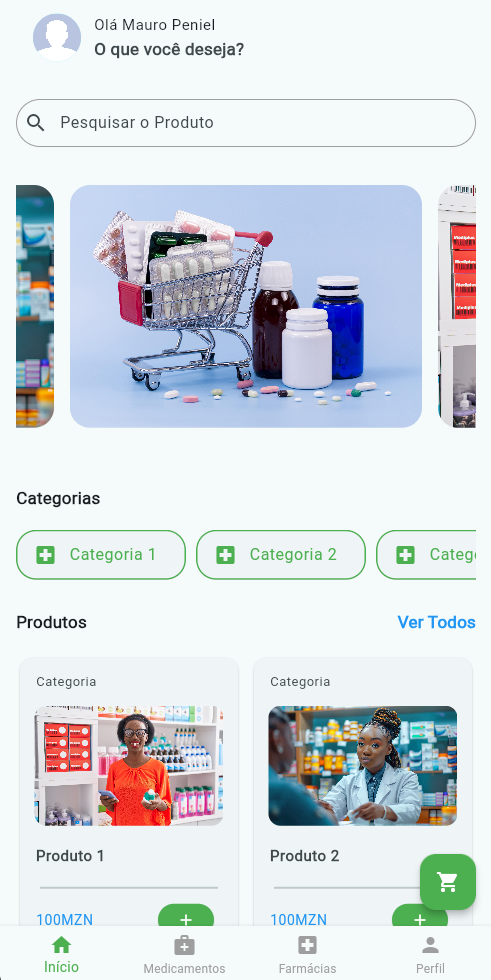 Olá Mauro Peniel
O que você deseja?
Pesquisar o Produto
Categorias
Categoria 1
Categoria 2
Catego
Produtos
Ver Todos
Categoria
Categoria
Produto 1
Produto 2
100MZN
+
100MZN
+
Início
Medicamentos
Farmácias
Perfil